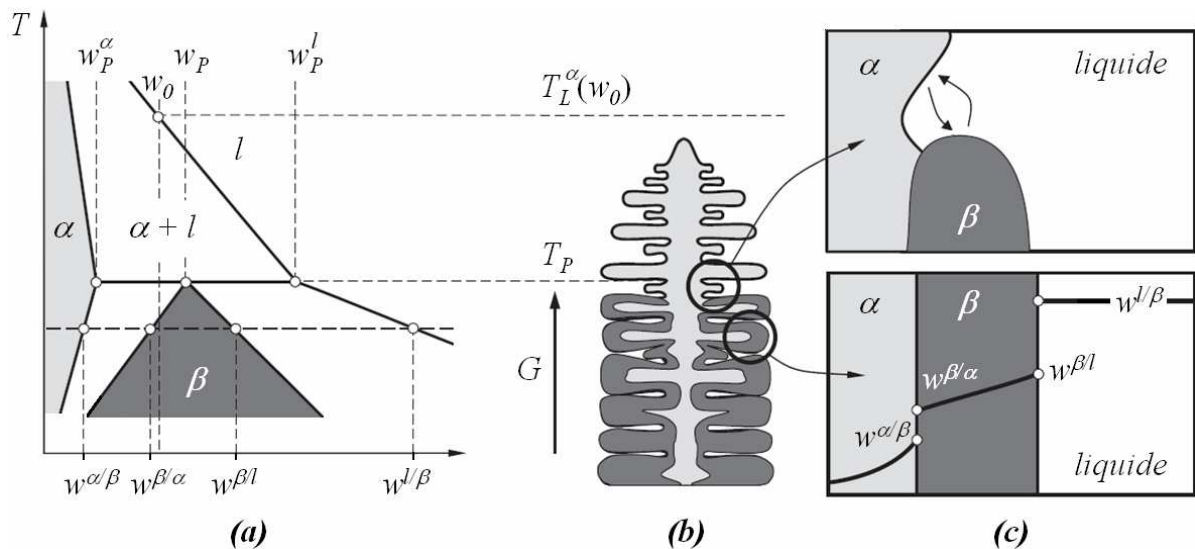 T
w_P^α
w_P
w_P^l
w_0
T_L^α(w_0)
l
α
α + l
T_P
β
G
w^{α/β}
w^{β/α}
w^{β/l}
w^{l/β}
(a)
(b)
α
liquide
β
α
β
w^{l/β}
w^{β/α}
w^{β/l}
w^{α/β}
liquide
(c)